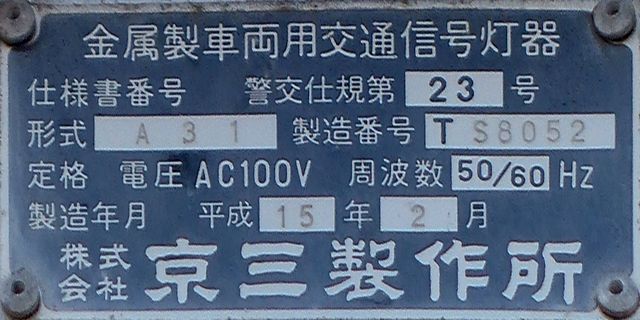 金属製車両用交通信号灯器
仕様書番号 警交仕規第 23 号
形式 A31 製造番号 T S8052
定格 電圧 AC100V 周波数 50/60 Hz
製造年月 平成 15 年 2 月
株式会社 京三製作所